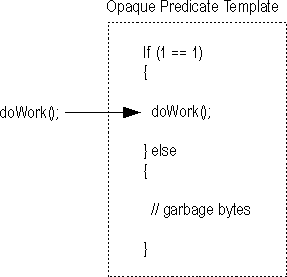 Opaque Predicate Template
If (1 == 1)
{
doWork();
doWork();
} else
{
// garbage bytes
}